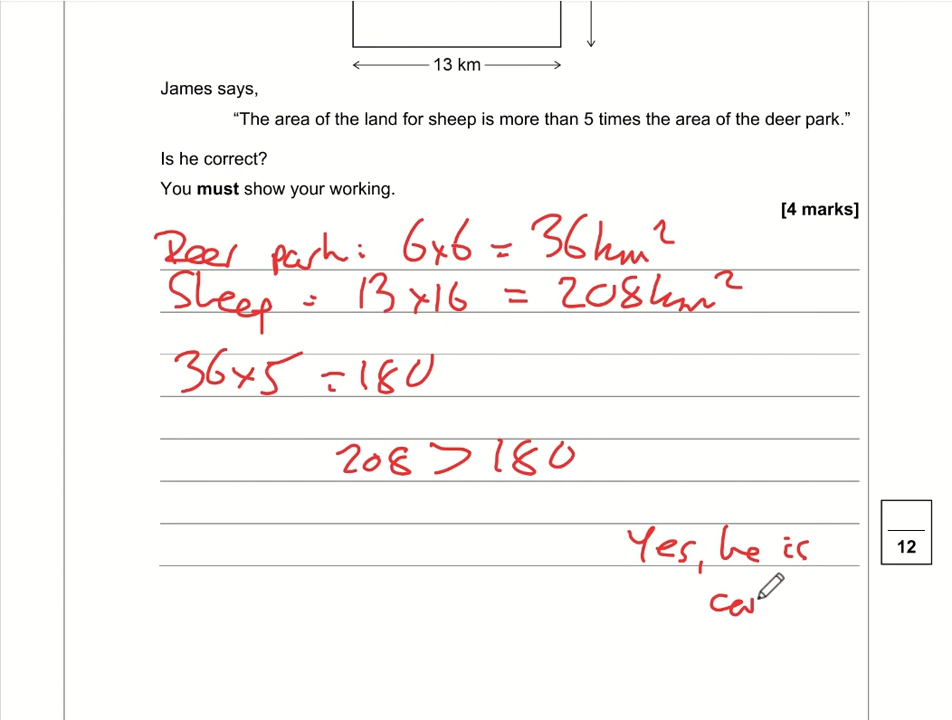 13 km
James says,
“The area of the land for sheep is more than 5 times the area of the deer park.”
Is he correct?
You must show your working.
[4 marks]
Deer park: 6x6 = 36km²
Sheep = 13x16 = 208km²
36x5 = 180
208 > 180
Yes, he is
12